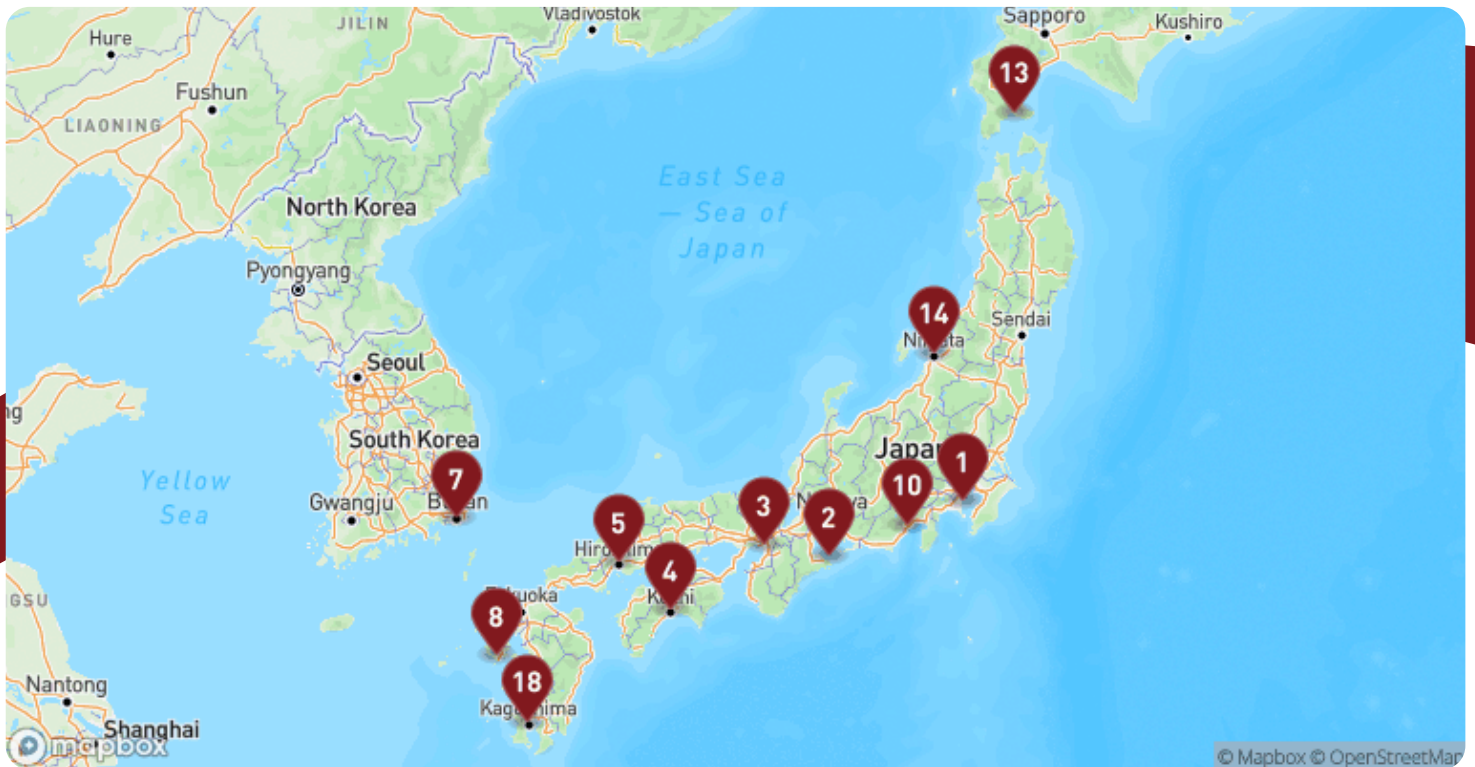 Vladivostok
JILIN
Sapporo
Kushiro
Hure
13
Fushun
LIAONING
East Sea
— Sea of
Japan
North Korea
Pyongyang
14
Sendai
Seoul
South Korea
1
7
10
Yellow
Sea
Gwangju
3
2
5
4
8
18
Nantong
Shanghai
mapbox
© Mapbox © OpenStreetMap